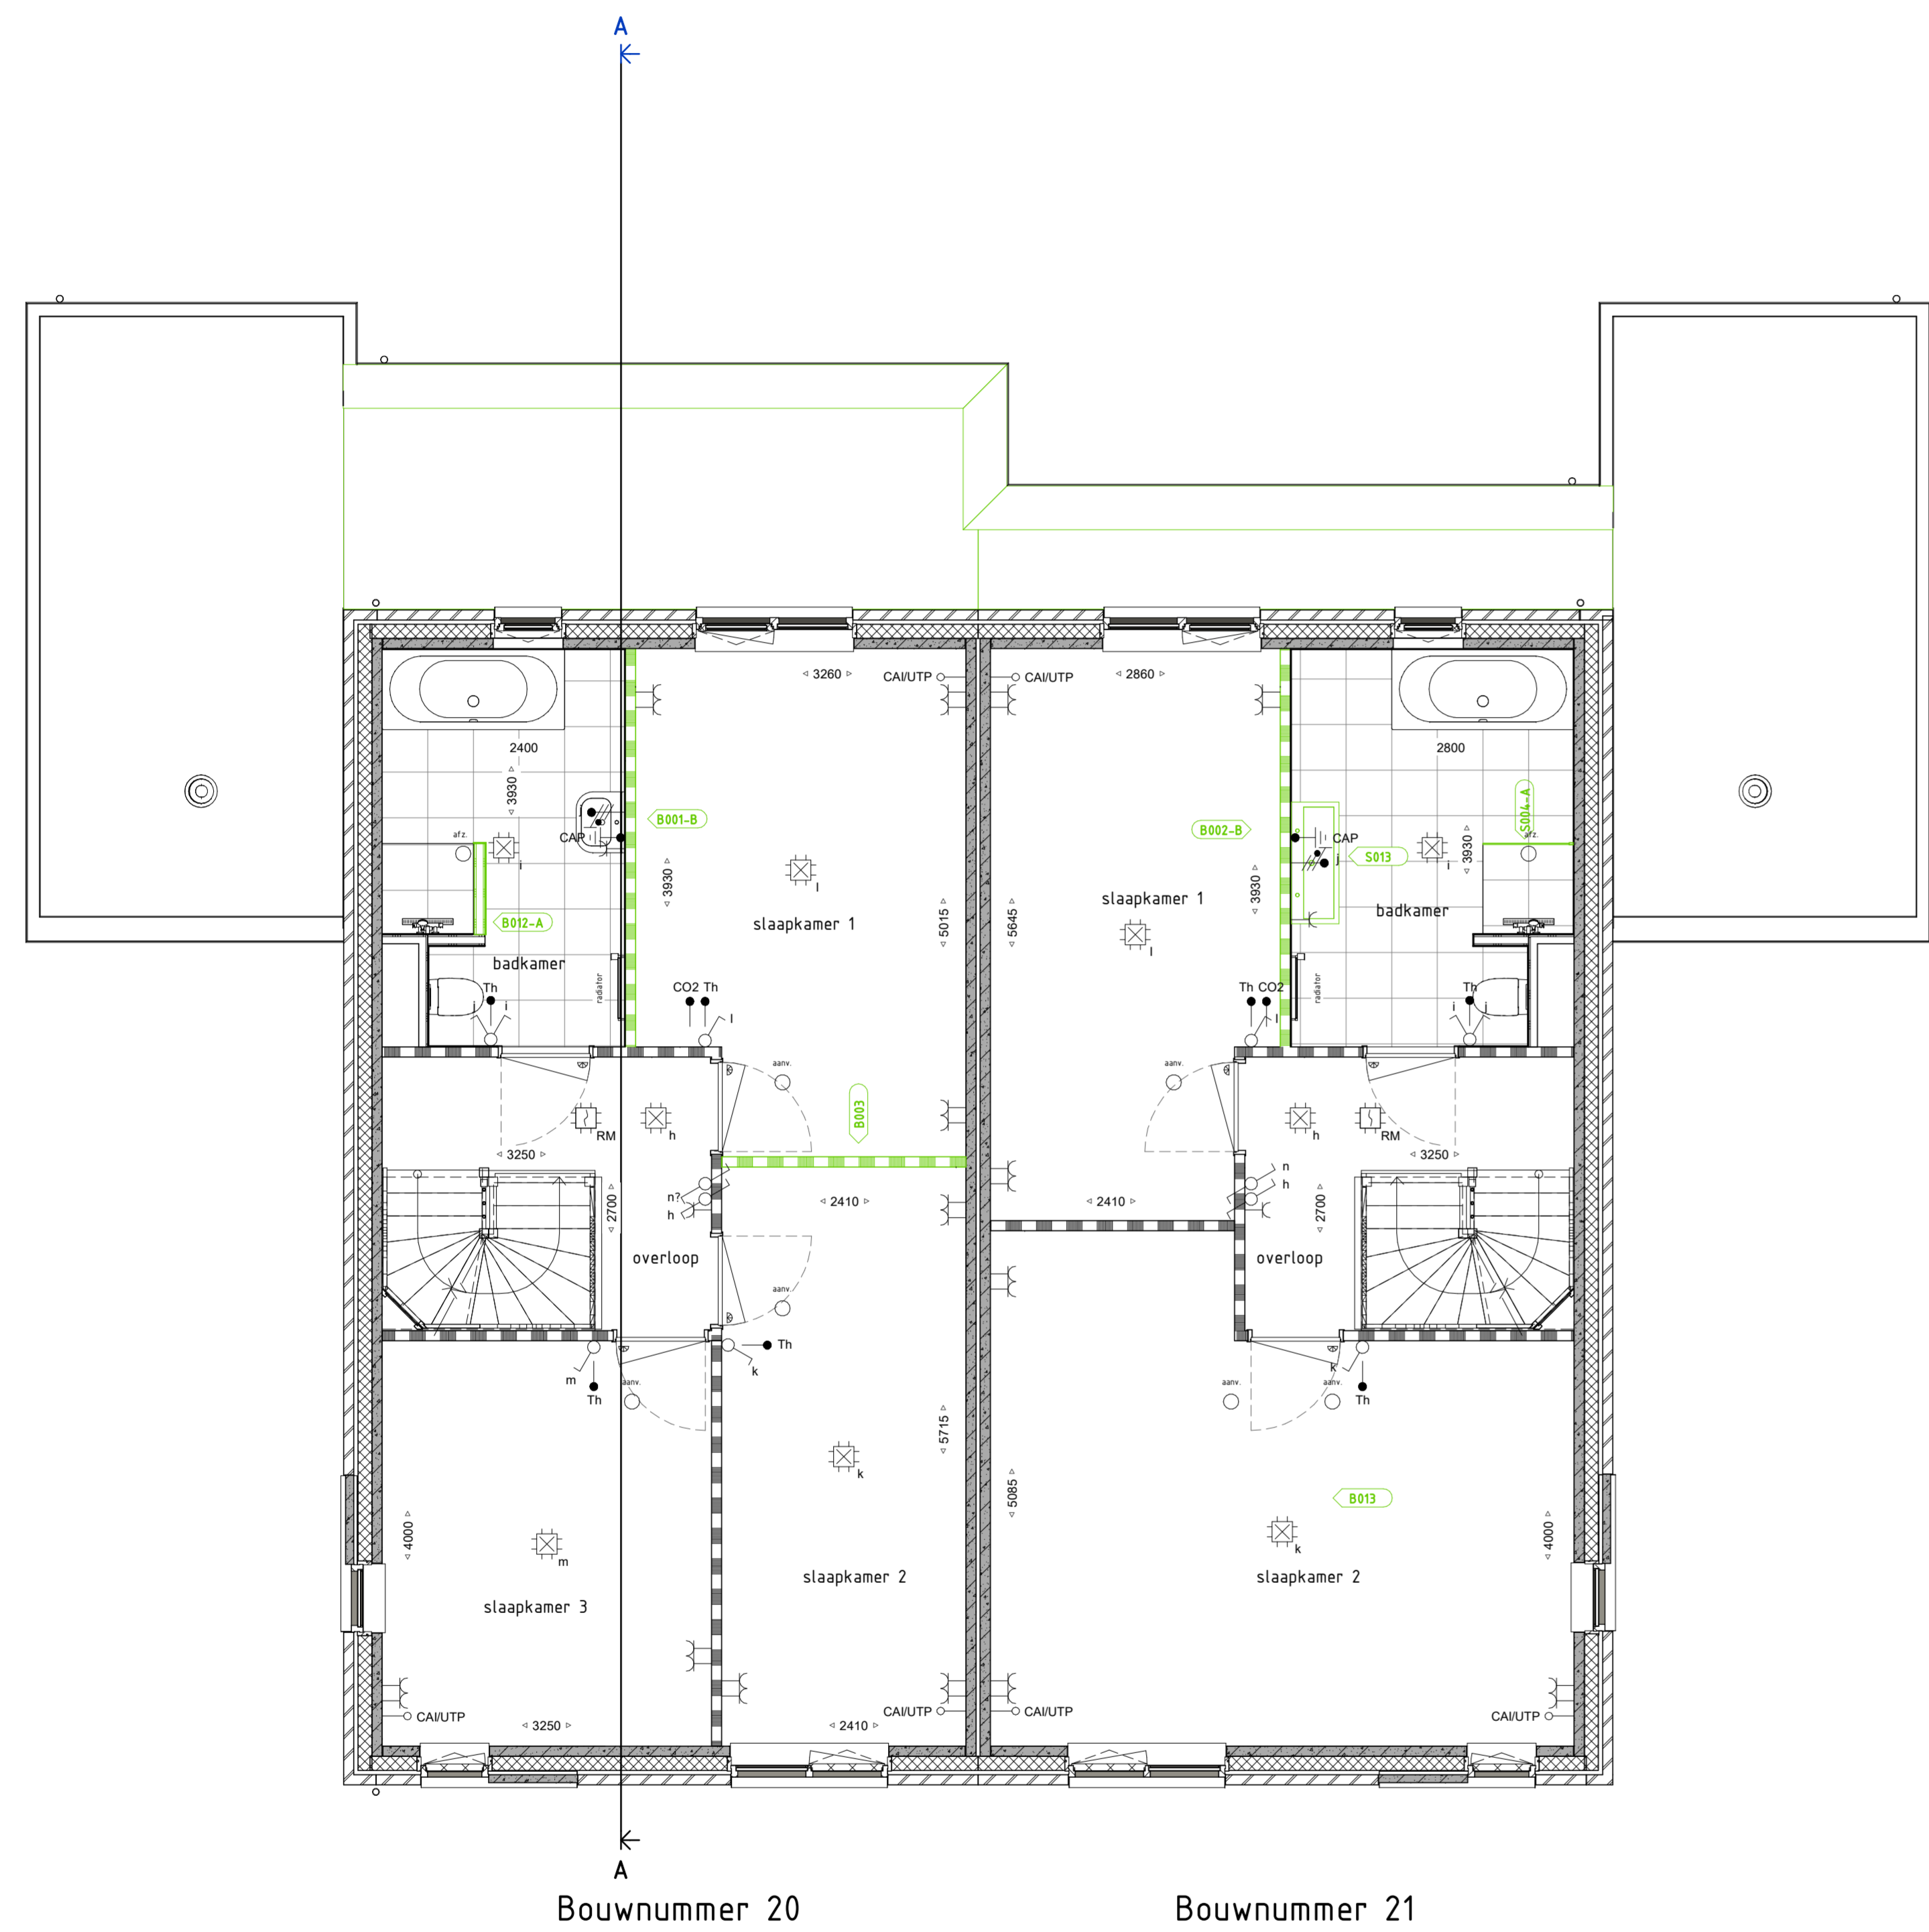 A
3260
CAI/UTP
CAI/UTP
2860
2400
2800
3930
B001-B
B002-B
S004-A
afz.
afz.
CAP
j
CAP
j
S013
3930
i
i
3930
3930
l
slaapkamer 1
slaapkamer 1
badkamer
B012-A
5015
5645
l
badkamer
radiator
radiator
Th
j
i
CO2 Th
l
Th CO2
l
Th
i
j
aanv.
aanv.
B003
RM
h
h
RM
3250
3250
n?
h
2700
2410
2410
n
h
2700
overloop
overloop
aanv.
Th
k
m
Th
aanv.
aanv.
aanv.
k
Th
5715
k
5085
B013
4000
m
k
4000
slaapkamer 3
slaapkamer 2
slaapkamer 2
CAI/UTP
CAI/UTP
CAI/UTP
CAI/UTP
3250
2410
A
Bouwnummer 20
Bouwnummer 21